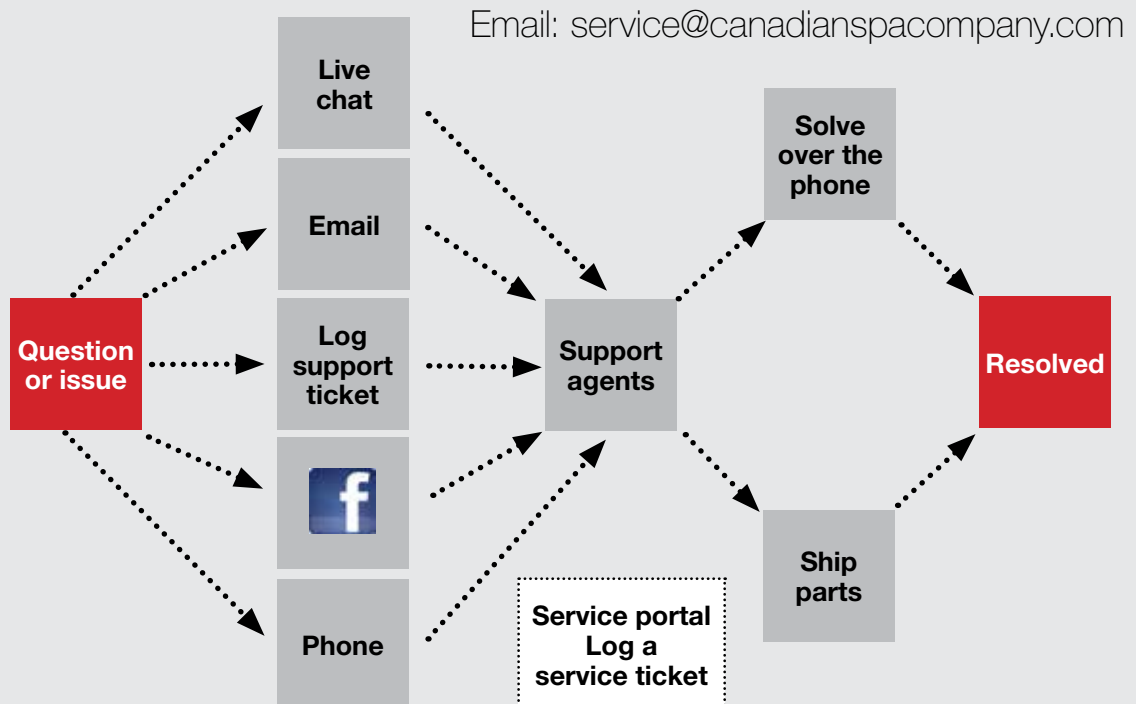 Email: service@canadianspacompany.com
Live
chat
Email
Log
support
ticket
f
Phone
Question
or issue
Support
agents
Solve
over the
phone
Ship
parts
Resolved
Service portal
Log a
service ticket